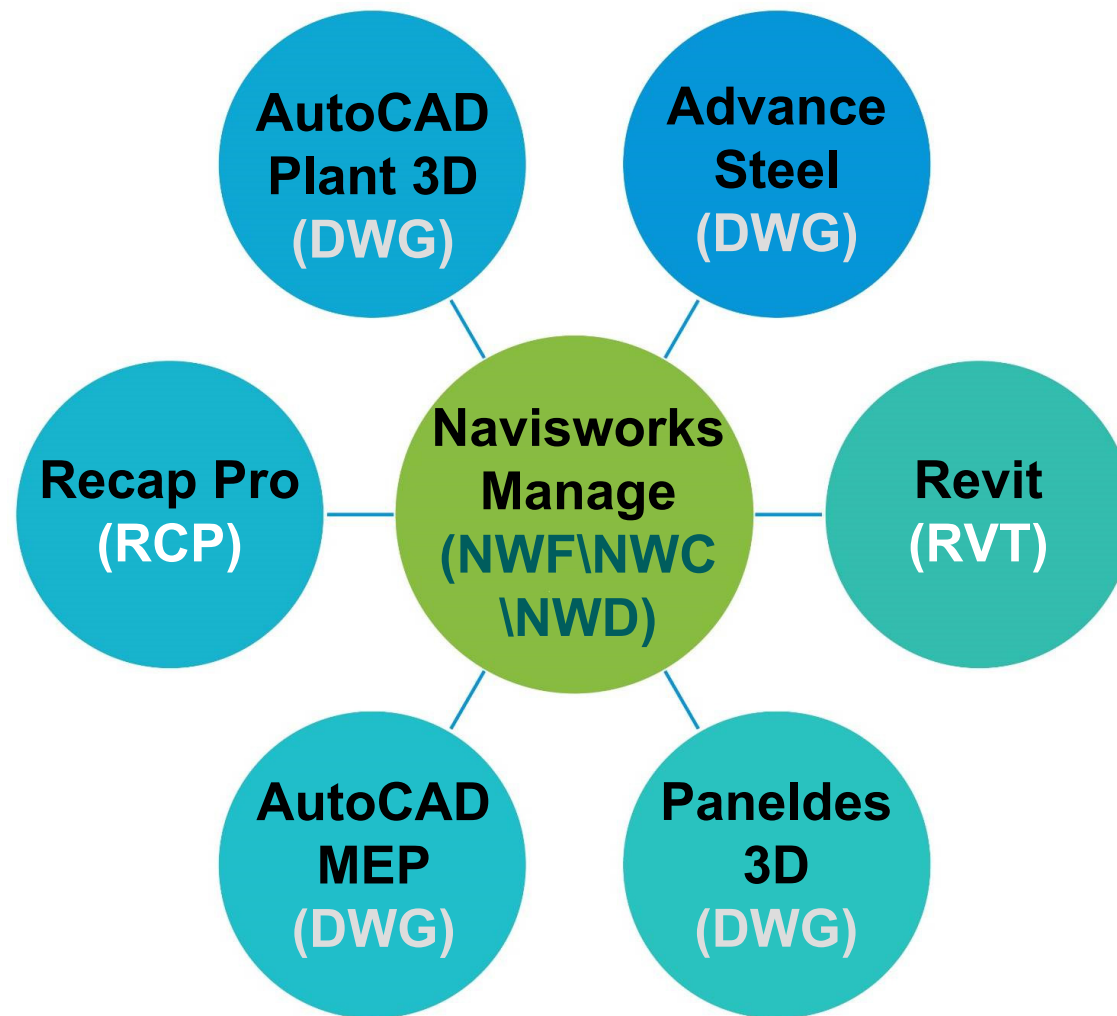 AutoCAD
Plant 3D
(DWG)
Advance
Steel
(DWG)
Recap Pro
(RCP)
Navisworks
Manage
(NWF\NWC
\NWD)
Revit
(RVT)
AutoCAD
MEP
(DWG)
Paneldes
3D
(DWG)